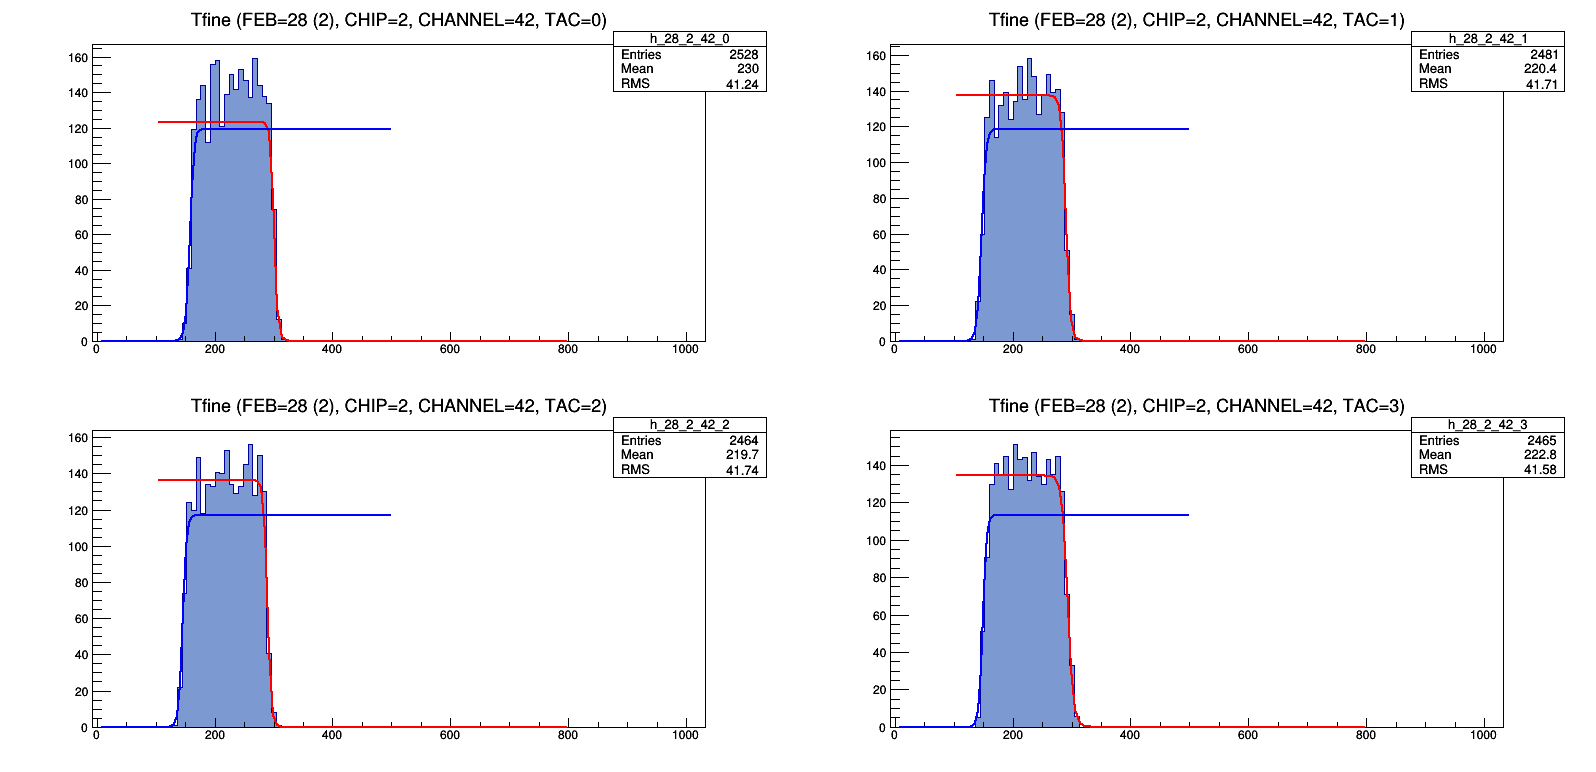 Tfine (FEB=28 (2), CHIP=2, CHANNEL=42, TAC=0)
h_28_2_42_0
Entries 2528
Mean 230
RMS 41.24
160
140
120
100
80
60
40
20
0
0 200 400 600 800 1000
Tfine (FEB=28 (2), CHIP=2, CHANNEL=42, TAC=1)
h_28_2_42_1
Entries 2481
Mean 220.4
RMS 41.71
160
140
120
100
80
60
40
20
0
0 200 400 600 800 1000
Tfine (FEB=28 (2), CHIP=2, CHANNEL=42, TAC=2)
h_28_2_42_2
Entries 2464
Mean 219.7
RMS 41.74
160
140
120
100
80
60
40
20
0
0 200 400 600 800 1000
Tfine (FEB=28 (2), CHIP=2, CHANNEL=42, TAC=3)
h_28_2_42_3
Entries 2465
Mean 222.8
RMS 41.58
140
120
100
80
60
40
20
0
0 200 400 600 800 1000